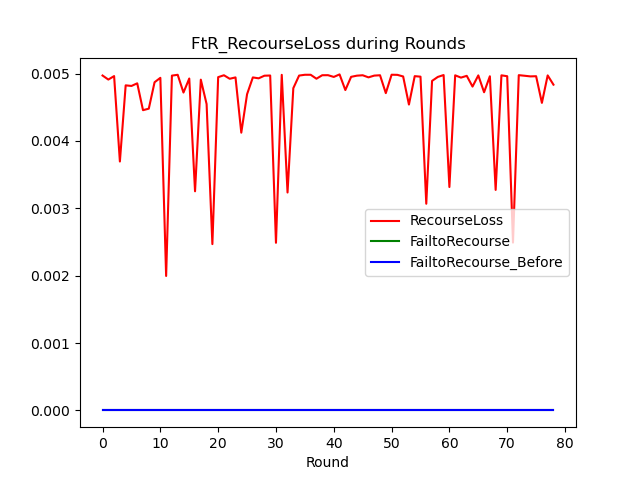 FtR_RecourseLoss during Rounds
0.005
0.004
0.003
0.002
0.001
0.000
RecourseLoss
FailtoRecourse
FailtoRecourse_Before
0 10 20 30 40 50 60 70 80
Round